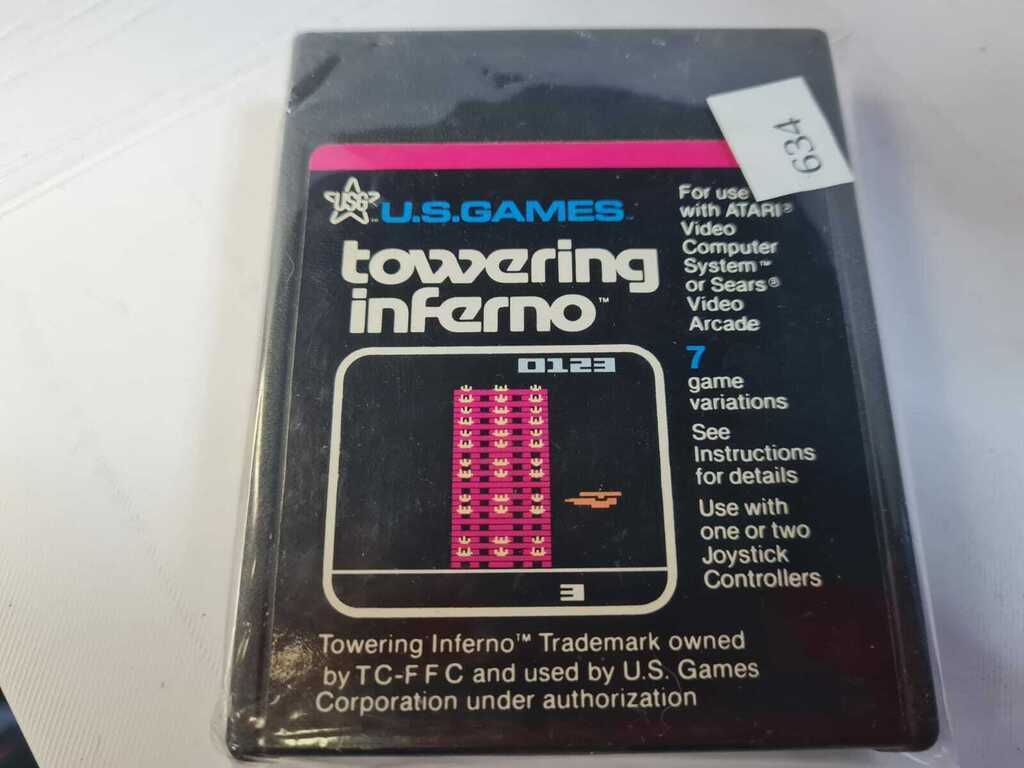 634
USG
U.S.GAMES
towering
inferno™
0123
3
For use
with ATARI®
Video
Computer
System™
or Sears®
Video
Arcade
7
game
variations
See
Instructions
for details
Use with
one or two
Joystick
Controllers
Towering Inferno™ Trademark owned
by TC-FFC and used by U.S. Games
Corporation under authorization